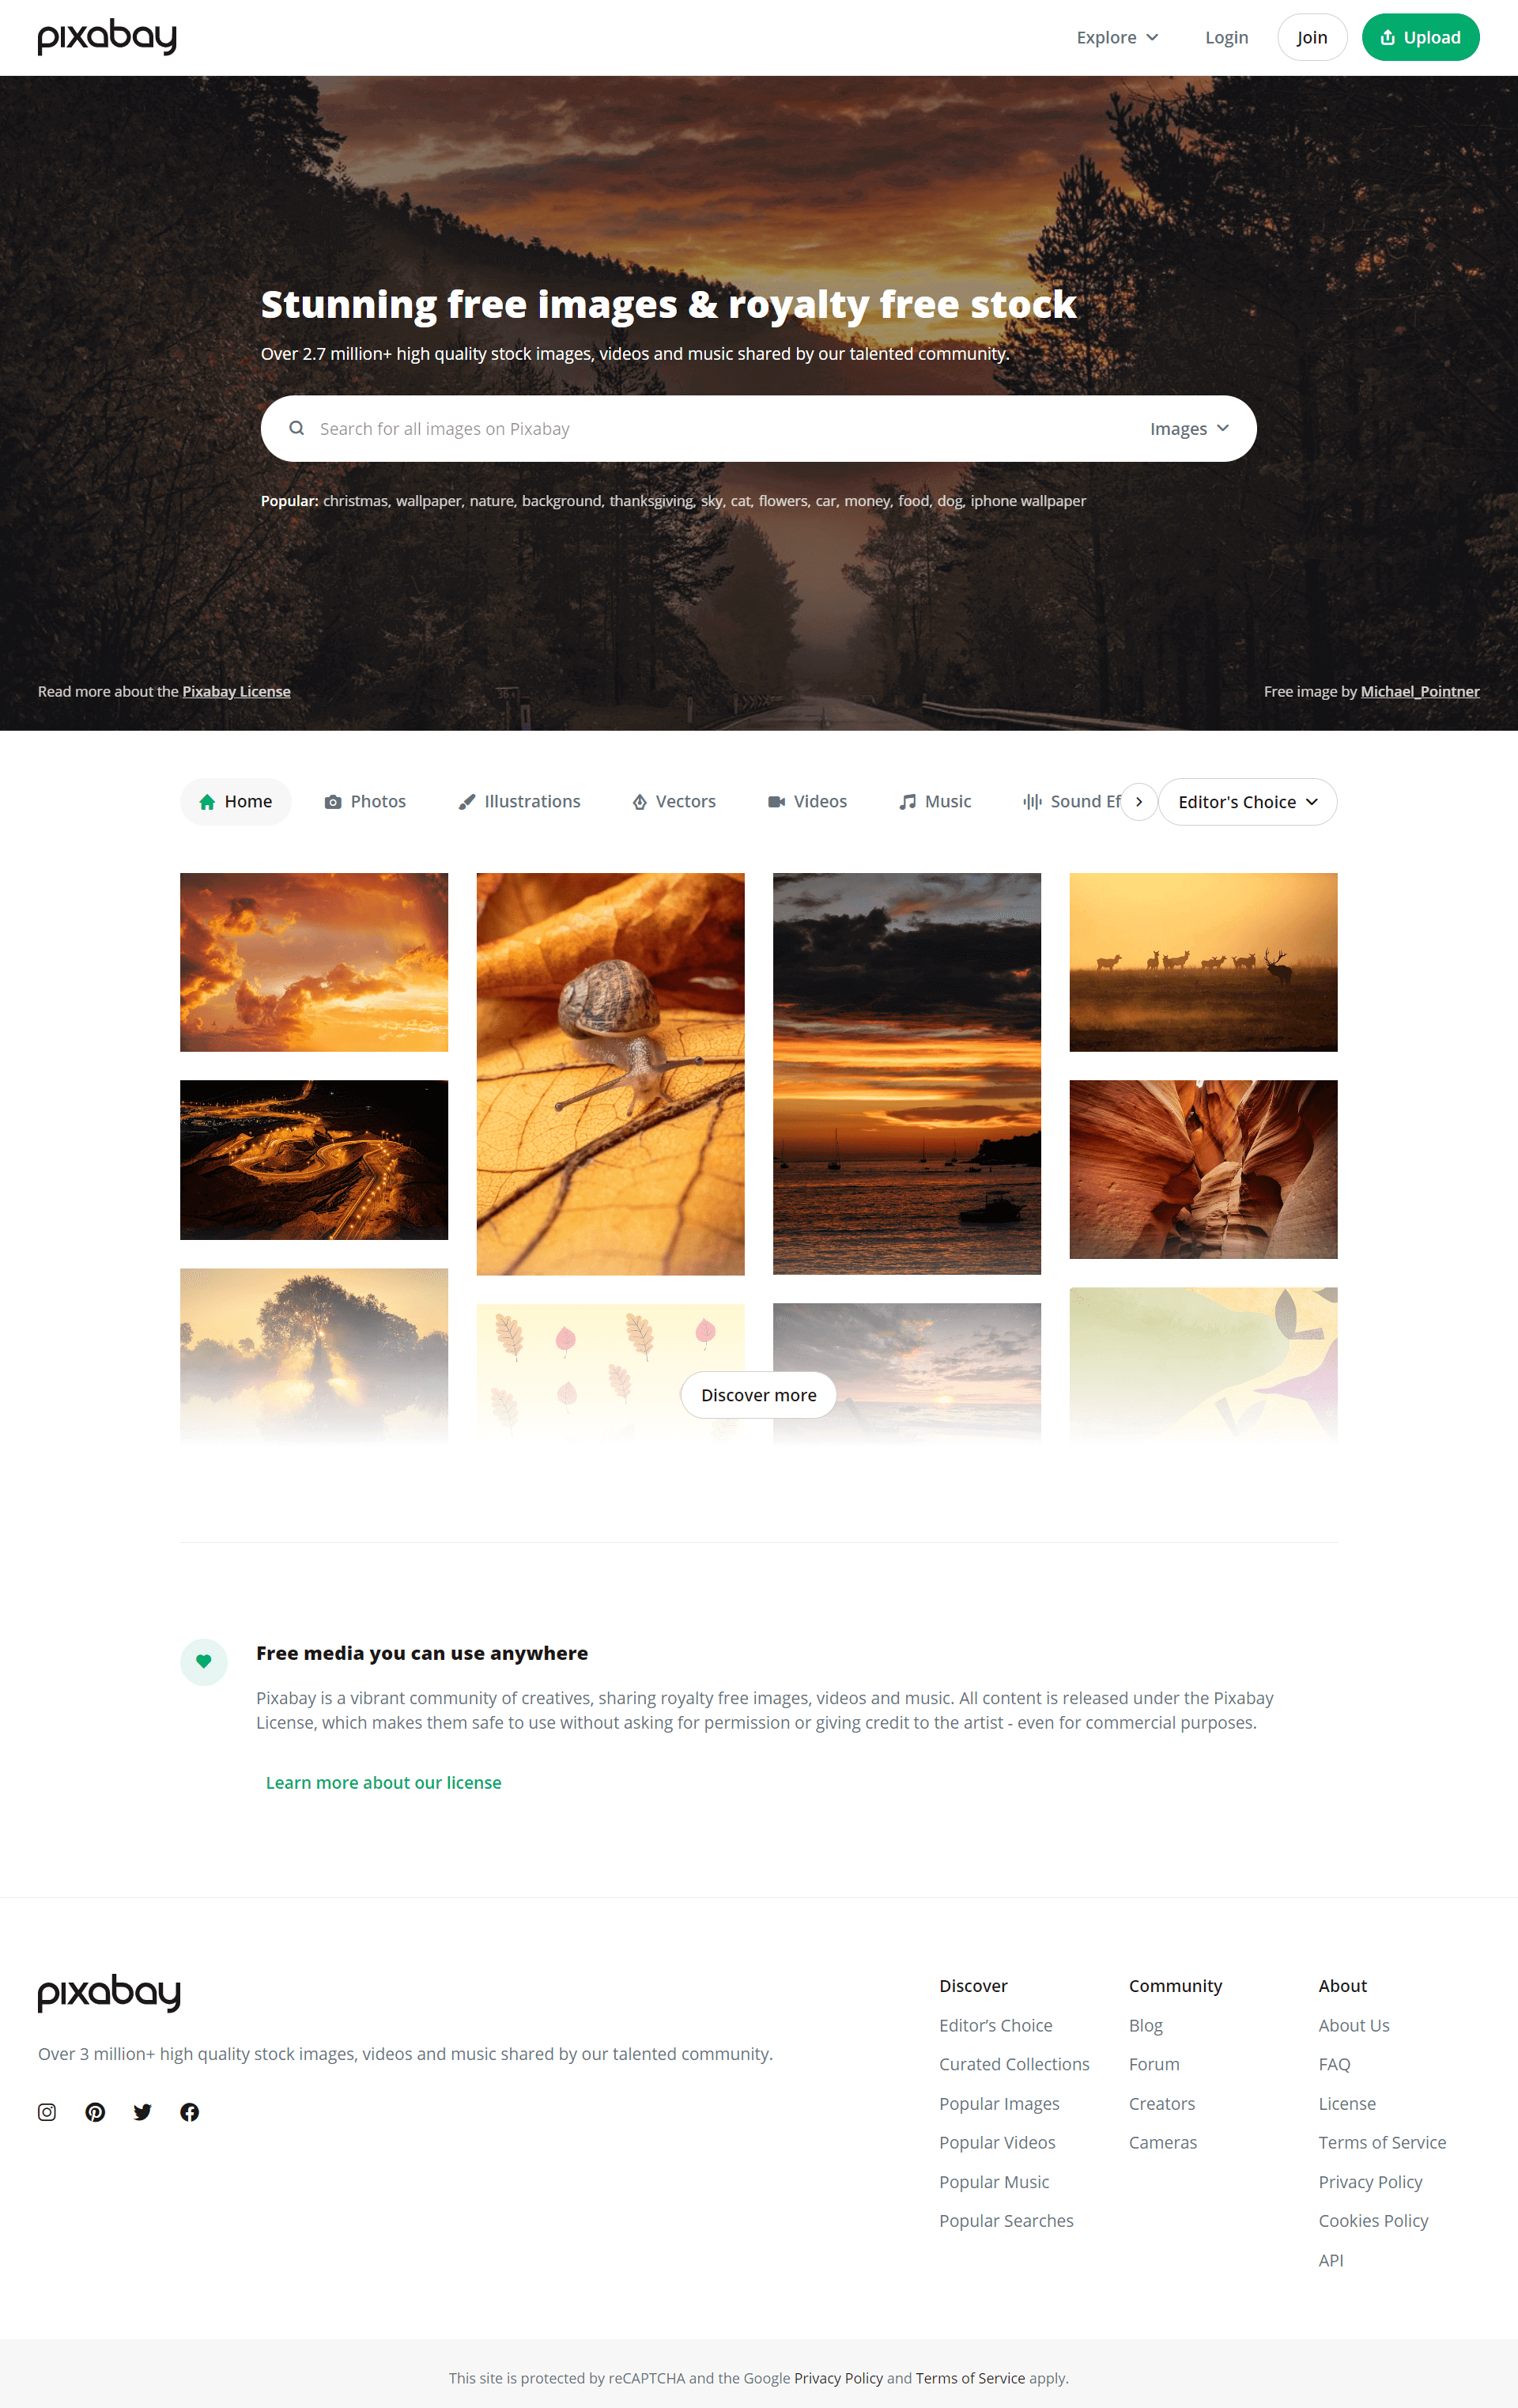 pixabay
Explore
Login
Join
Upload
Stunning free images & royalty free stock
Over 2.7 million+ high quality stock images, videos and music shared by our talented community.
Search for all images on Pixabay
Images
Popular: christmas, wallpaper, nature, background, thanksgiving, sky, cat, flowers, car, money, food, dog, iphone wallpaper
Read more about the Pixabay License
Free image by Michael_Pointner
Home
Photos
Illustrations
Vectors
Videos
Music
Sound Ef
Editor's Choice
Discover more
Free media you can use anywhere
Pixabay is a vibrant community of creatives, sharing royalty free images, videos and music. All content is released under the Pixabay
License, which makes them safe to use without asking for permission or giving credit to the artist - even for commercial purposes.
Learn more about our license
pixabay
Over 3 million+ high quality stock images, videos and music shared by our talented community.
Discover
Editor’s Choice
Curated Collections
Popular Images
Popular Videos
Popular Music
Popular Searches
Community
Blog
Forum
Creators
Cameras
About
About Us
FAQ
License
Terms of Service
Privacy Policy
Cookies Policy
API
This site is protected by reCAPTCHA and the Google Privacy Policy and Terms of Service apply.